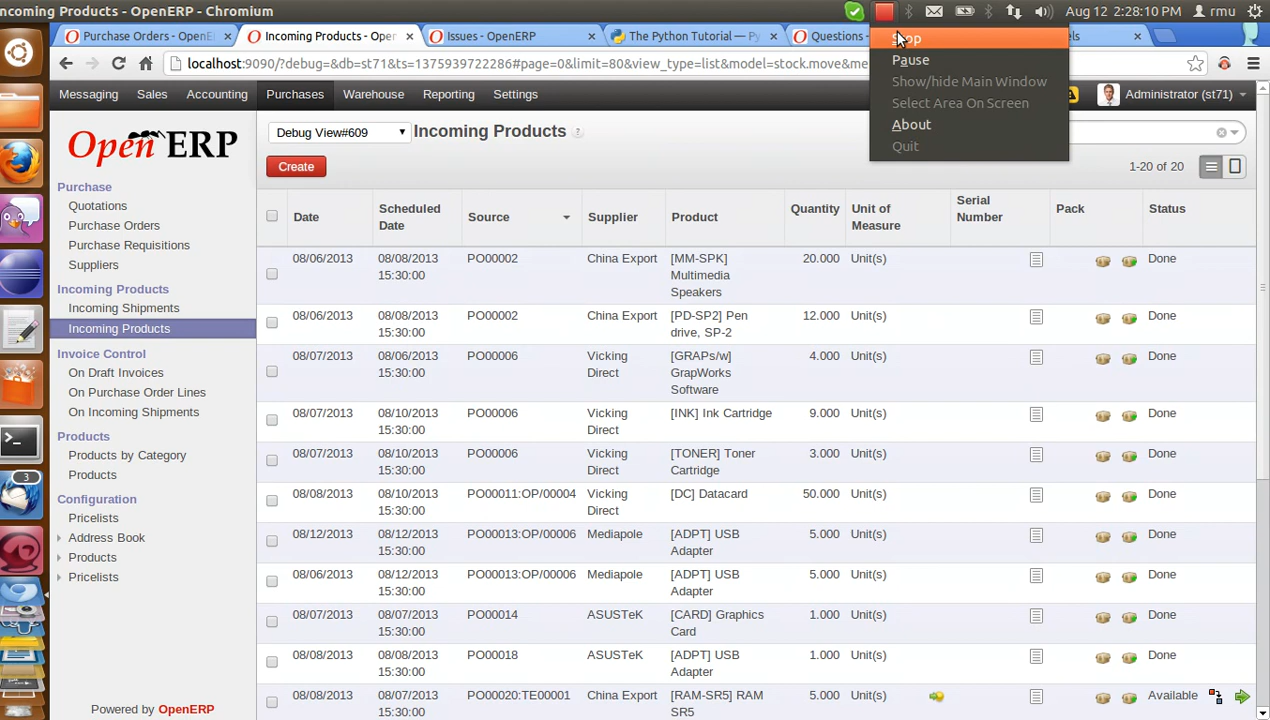 Incoming Products - OpenERP - Chromium
Aug 12 2:28:10 PM
rmu
Purchase Orders - OpenE
Incoming Products - Open
Issues - OpenERP
The Python Tutorial — Py
Questions -
els
Stop
Pause
Show/hide Main Window
Select Area On Screen
About
Quit
localhost:9090/?debug=&db=st71&ts=1375939722286#page=0&limit=80&view_type=list&model=stock.move&me
Messaging
Sales
Accounting
Purchases
Warehouse
Reporting
Settings
Administrator (st71)
OpenERP
Debug View#609
Incoming Products ?
Create
1-20 of 20
Purchase
Quotations
Purchase Orders
Purchase Requisitions
Suppliers
Incoming Products
Incoming Shipments
Incoming Products
Invoice Control
On Draft Invoices
On Purchase Order Lines
On Incoming Shipments
Products
Products by Category
Products
Configuration
Pricelists
Address Book
Products
Pricelists
Powered by OpenERP
3
Date
Scheduled
Date
Source
Supplier
Product
Quantity
Unit of
Measure
Serial
Number
Pack
Status
08/06/2013 08/08/2013 PO00002 China Export [MM-SPK] 20.000 Unit(s) Done
15:30:00 Multimedia
Speakers
08/06/2013 08/08/2013 PO00002 China Export [PD-SP2] Pen 12.000 Unit(s) Done
15:30:00 drive, SP-2
08/07/2013 08/06/2013 PO00006 Vicking [GRAPs/w] 4.000 Unit(s) Done
15:30:00 Direct GrapWorks
Software
08/07/2013 08/10/2013 PO00006 Vicking [INK] Ink Cartridge 9.000 Unit(s) Done
15:30:00 Direct
08/07/2013 08/10/2013 PO00006 Vicking [TONER] Toner 3.000 Unit(s) Done
15:30:00 Direct Cartridge
08/08/2013 08/10/2013 PO00011:OP/00004 Vicking [DC] Datacard 50.000 Unit(s) Done
15:30:00 Direct
08/12/2013 08/12/2013 PO00013:OP/00006 Mediapole [ADPT] USB 5.000 Unit(s) Done
15:30:00 Adapter
08/06/2013 08/12/2013 PO00013:OP/00006 Mediapole [ADPT] USB 5.000 Unit(s) Done
15:30:00 Adapter
08/07/2013 08/07/2013 PO00014 ASUSTeK [CARD] Graphics 1.000 Unit(s) Done
15:30:00 Card
08/08/2013 08/08/2013 PO00018 ASUSTeK [ADPT] USB 1.000 Unit(s) Done
15:30:00 Adapter
08/08/2013 08/07/2013 PO00020:TE00001 China Export [RAM-SR5] RAM 5.000 Unit(s) Available
15:30:00 SR5